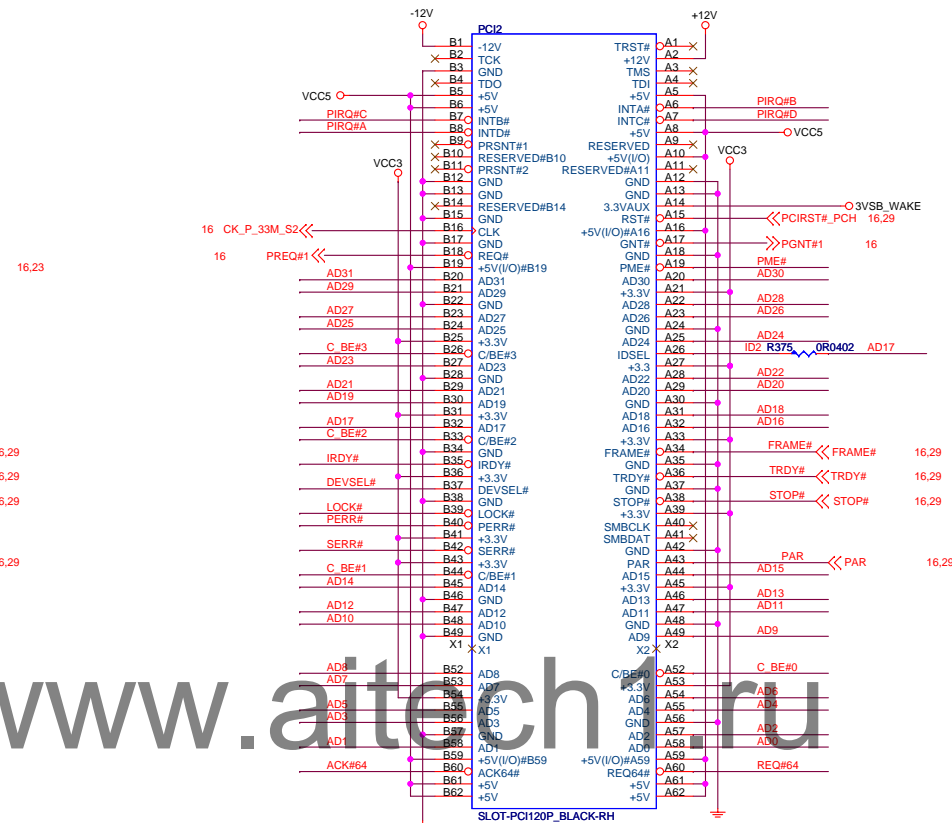 -12V +12V
PCI2
B1 -12V TRST# A1
B2 TCK +12V A2
B3 GND TMS A3
B4 TDO TDI A4
VCC5 B5 +5V +5V A5
B6 +5V INTA# A6 PIRQ#B
PIRQ#C B7 INTB# INTC# A7 PIRQ#D
PIRQ#A B8 INTD# +5V A8 VCC5
B9 PRSNT#1 RESERVED A9
B10 RESERVED#B10 +5V(I/O) A10
VCC3 B11 PRSNT#2 RESERVED#A11 A11 VCC3
B12 GND GND A12
B13 GND GND A13
B14 RESERVED#B14 3.3VAUX A14 3VSB_WAKE
B15 GND RST# A15 PCIRST#_PCH 16,29
16 CK_P_33M_S2 B16 CLK +5V(I/O)#A16 A16
B17 GND GNT# A17 PGNT#1 16
16 PREQ#1 B18 REQ# GND A18
16,23 B19 +5V(I/O)#B19 PME# A19 PME#
AD31 B20 AD31 AD30 A20 AD30
AD29 B21 AD29 +3.3V A21
B22 GND AD28 A22 AD28
AD27 B23 AD27 AD26 A23 AD26
AD25 B24 AD25 GND A24
B25 +3.3V AD24 A25 AD24
C_BE#3 B26 C/BE#3 IDSEL A26 ID2 R375 0R0402 AD17
AD23 B27 AD23 +3.3 A27
B28 GND AD22 A28 AD22
AD21 B29 AD21 AD20 A29 AD20
AD19 B30 AD19 GND A30
B31 +3.3V AD18 A31 AD18
AD17 B32 AD17 AD16 A32 AD16
C_BE#2 B33 C/BE#2 +3.3V A33
6,29 B34 GND FRAME# A34 FRAME# FRAME# 16,29
IRDY# B35 IRDY# GND A35
6,29 B36 +3.3V TRDY# A36 TRDY# TRDY# 16,29
DEVSEL# B37 DEVSEL# GND A37
6,29 B38 GND STOP# A38 STOP# STOP# 16,29
LOCK# B39 LOCK# +3.3V A39
PERR# B40 PERR# SMBCLK A40
B41 +3.3V SMBDAT A41
SERR# B42 SERR# GND A42
6,29 B43 +3.3V PAR A43 PAR PAR 16,29
C_BE#1 B44 C/BE#1 AD15 A44 AD15
AD14 B45 AD14 +3.3V A45
B46 GND AD13 A46 AD13
AD12 B47 AD12 AD11 A47 AD11
AD10 B48 AD10 GND A48
B49 GND AD9 A49 AD9
X1 X1 X2 X2
AD8 B52 AD8 C/BE#0 A52 C_BE#0
AD7 B53 AD7 +3.3V A53
B54 +3.3V AD6 A54 AD6
AD5 B55 AD5 AD4 A55 AD4
AD3 B56 AD3 GND A56
B57 GND AD2 A57 AD2
AD1 B58 AD1 AD0 A58 AD0
B59 +5V(I/O)#B59 +5V(I/O)#A59 A59
ACK#64 B60 ACK64# REQ64# A60 REQ#64
B61 +5V +5V A61
B62 +5V +5V A62
SLOT-PCI120P_BLACK-RH
www.aitech1.ru